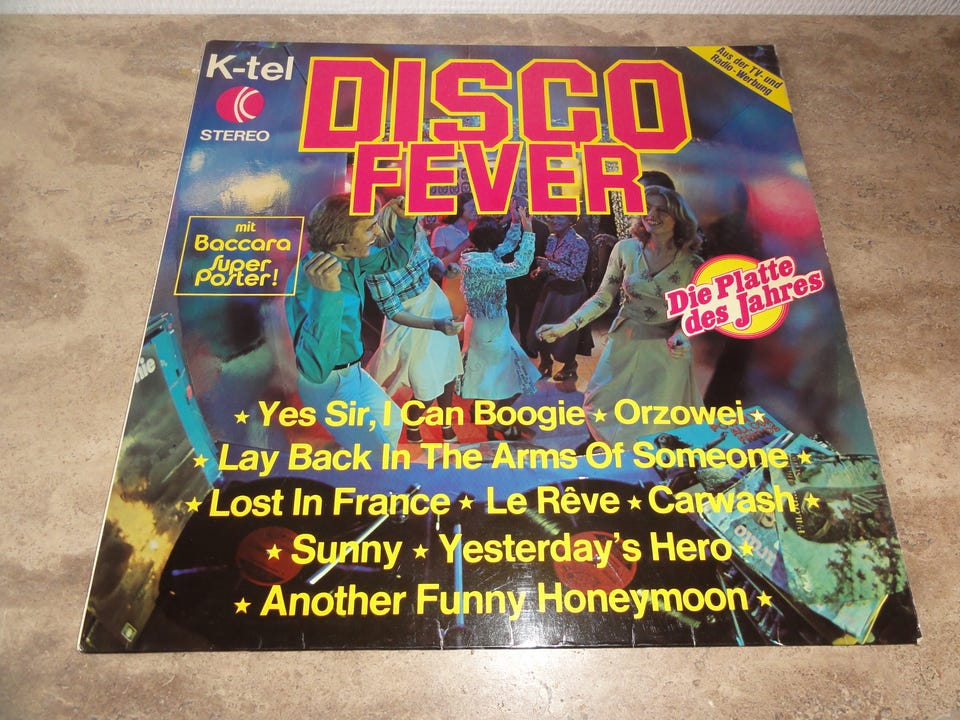 K-tel
STEREO
DISCO
FEVER
Aus der TV- und
Radio-Werbung
mit
Baccara
Super
Poster!
Die Platte
des Jahres
★ Yes Sir, I Can Boogie ★ Orzowei ★
★ Lay Back In The Arms Of Someone ★
★ Lost In France ★ Le Rêve ★ Carwash ★
★ Sunny ★ Yesterday's Hero ★
★ Another Funny Honeymoon ★